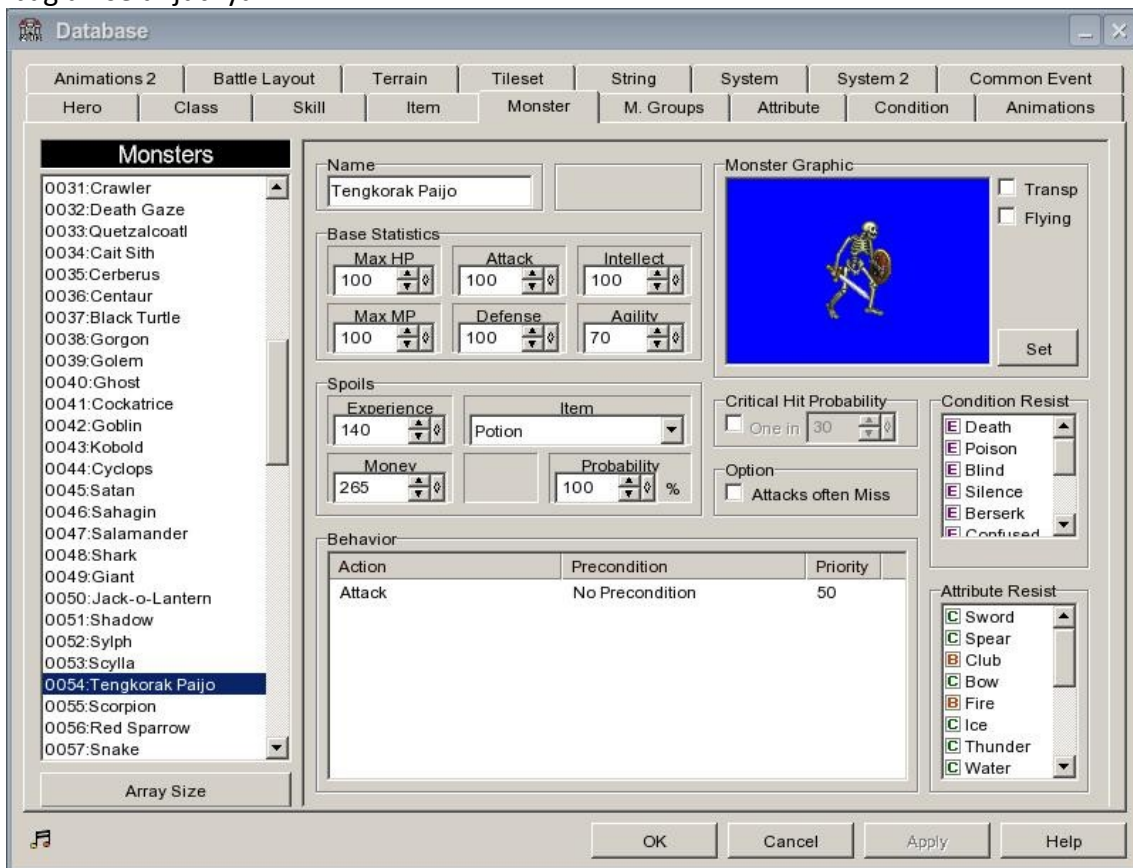 Database
Animations 2 Battle Layout Terrain Tileset String System System 2 Common Event
Hero Class Skill Item Monster M. Groups Attribute Condition Animations
Monsters
0031:Crawler
0032:Death Gaze
0033:Quetzalcoatl
0034:Cait Sith
0035:Cerberus
0036:Centaur
0037:Black Turtle
0038:Gorgon
0039:Golem
0040:Ghost
0041:Cockatrice
0042:Goblin
0043:Kobold
0044:Cyclops
0045:Satan
0046:Sahagin
0047:Salamander
0048:Shark
0049:Giant
0050:Jack-o-Lantern
0051:Shadow
0052:Sylph
0053:Scylla
0054:Tengkorak Paijo
0055:Scorpion
0056:Red Sparrow
0057:Snake
Array Size
Name
Tengkorak Paijo
Base Statistics
Max HP Attack Intellect
100 100 100
Max MP Defense Agility
100 100 70
Spoils
Experience Item
140 Potion
Money Probability
265 100 %
Monster Graphic
Transp
Flying
Set
Critical Hit Probability
One in 30
Option
Attacks often Miss
Condition Resist
E Death
E Poison
E Blind
E Silence
E Berserk
E Confused
Behavior
Action Precondition Priority
Attack No Precondition 50
Attribute Resist
C Sword
C Spear
B Club
C Bow
B Fire
C Ice
C Thunder
C Water
OK Cancel Apply Help